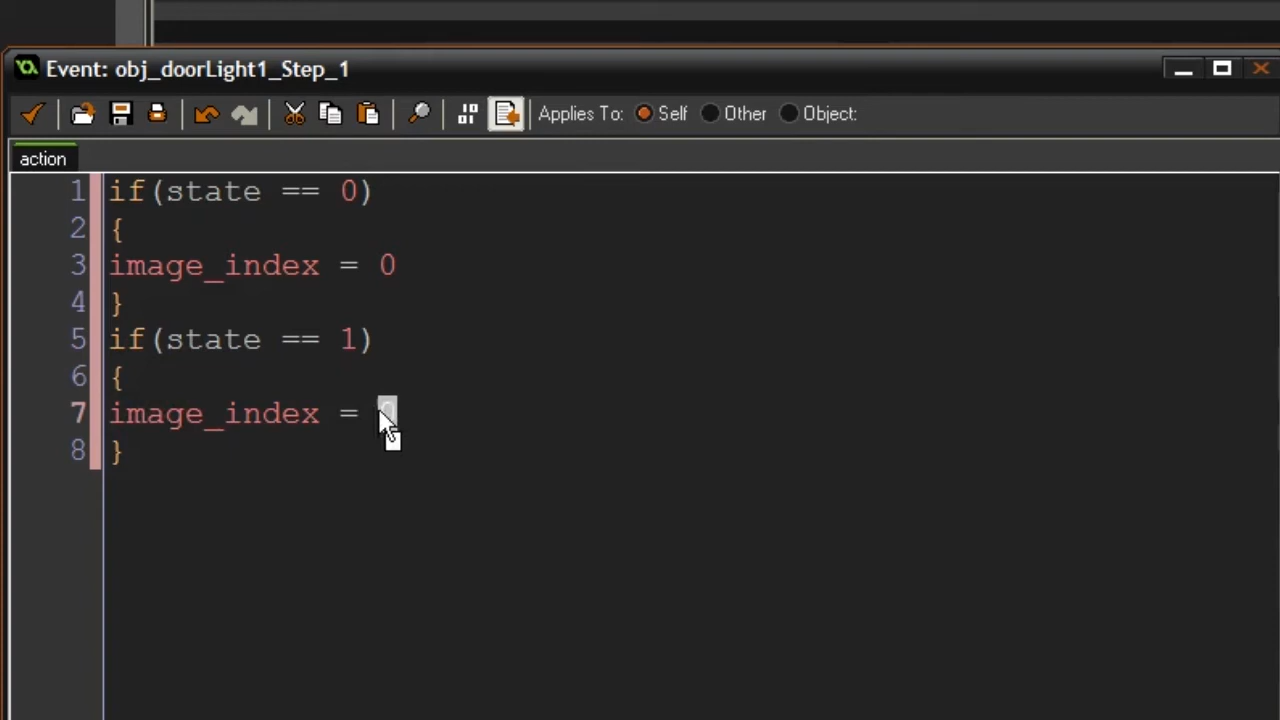 Event: obj_doorLight1_Step_1
Applies To: Self Other Object:
action
1 if(state == 0)
2 {
3 image_index = 0
4 }
5 if(state == 1)
6 {
7 image_index =
8 }